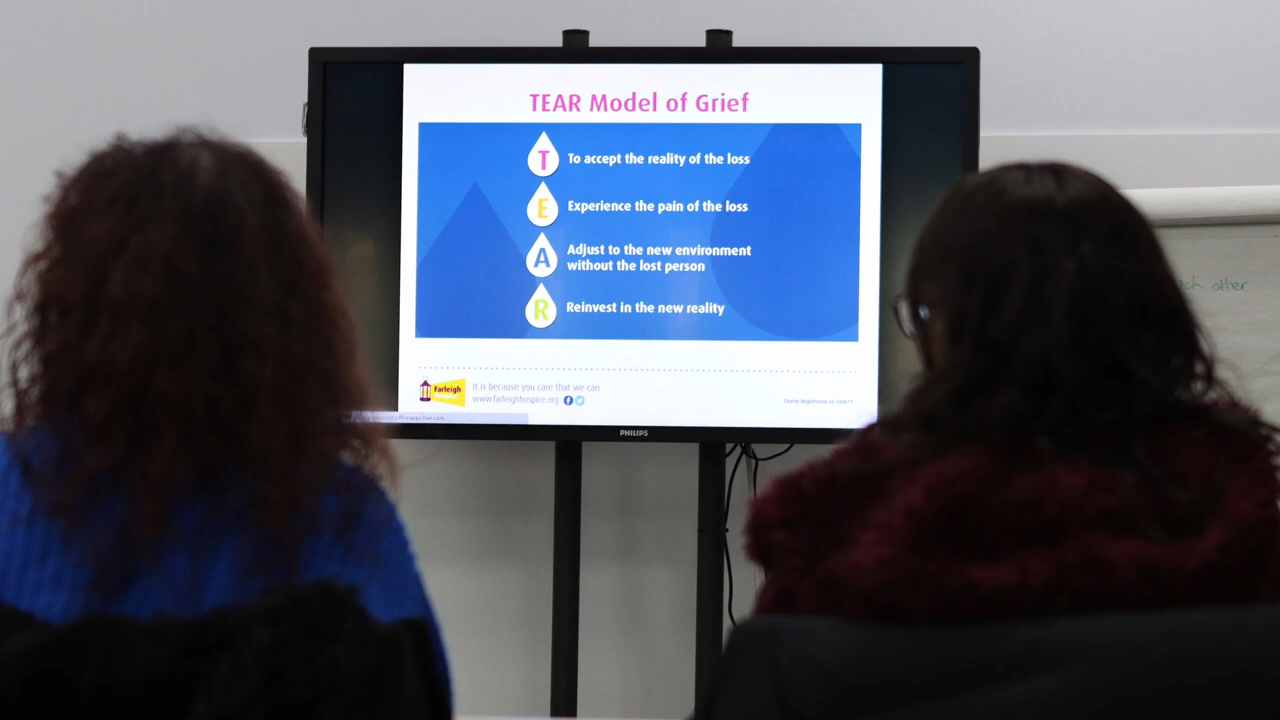 TEAR Model of Grief
T To accept the reality of the loss
E Experience the pain of the loss
A Adjust to the new environment
without the lost person
R Reinvest in the new reality
Farleigh
hospice
It is because you care that we can
www.farleighhospice.org
PHILIPS
other